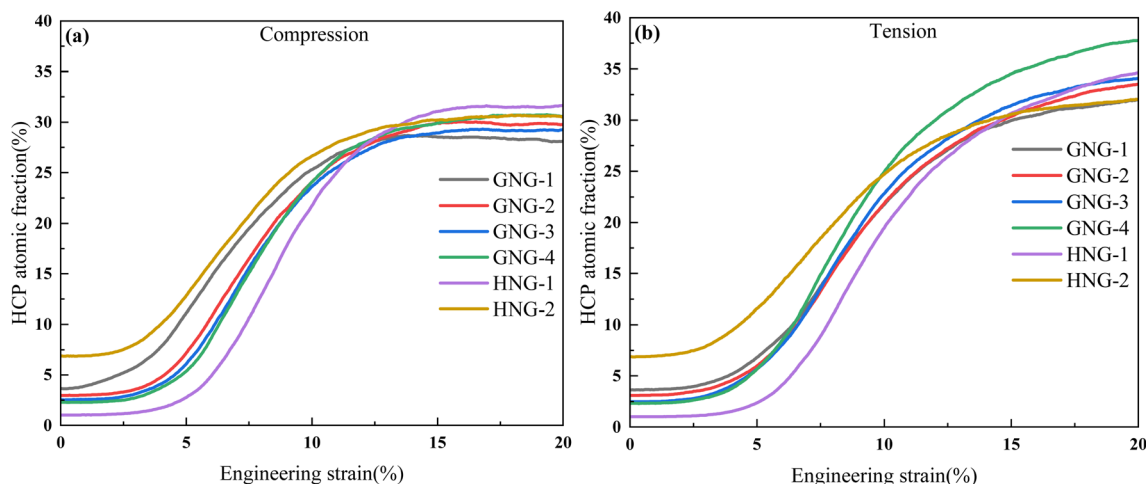 (a)
Compression
HCP atomic fraction(%)
40
35
30
25
20
15
10
5
0
GNG-1
GNG-2
GNG-3
GNG-4
HNG-1
HNG-2
0
5
10
15
20
Engineering strain(%)
(b)
Tension
HCP atomic fraction(%)
40
35
30
25
20
15
10
5
0
GNG-1
GNG-2
GNG-3
GNG-4
HNG-1
HNG-2
0
5
10
15
20
Engineering strain(%)